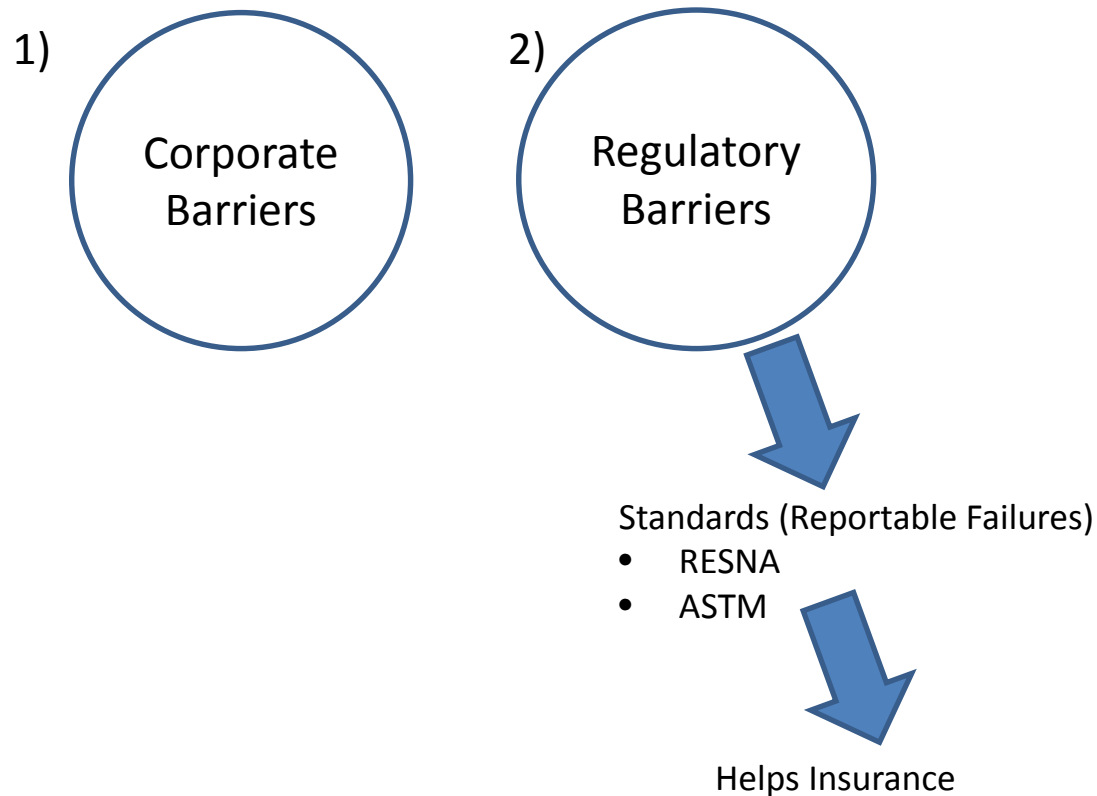 1)
Corporate
Barriers
2)
Regulatory
Barriers
Standards (Reportable Failures)
• RESNA
• ASTM
Helps Insurance